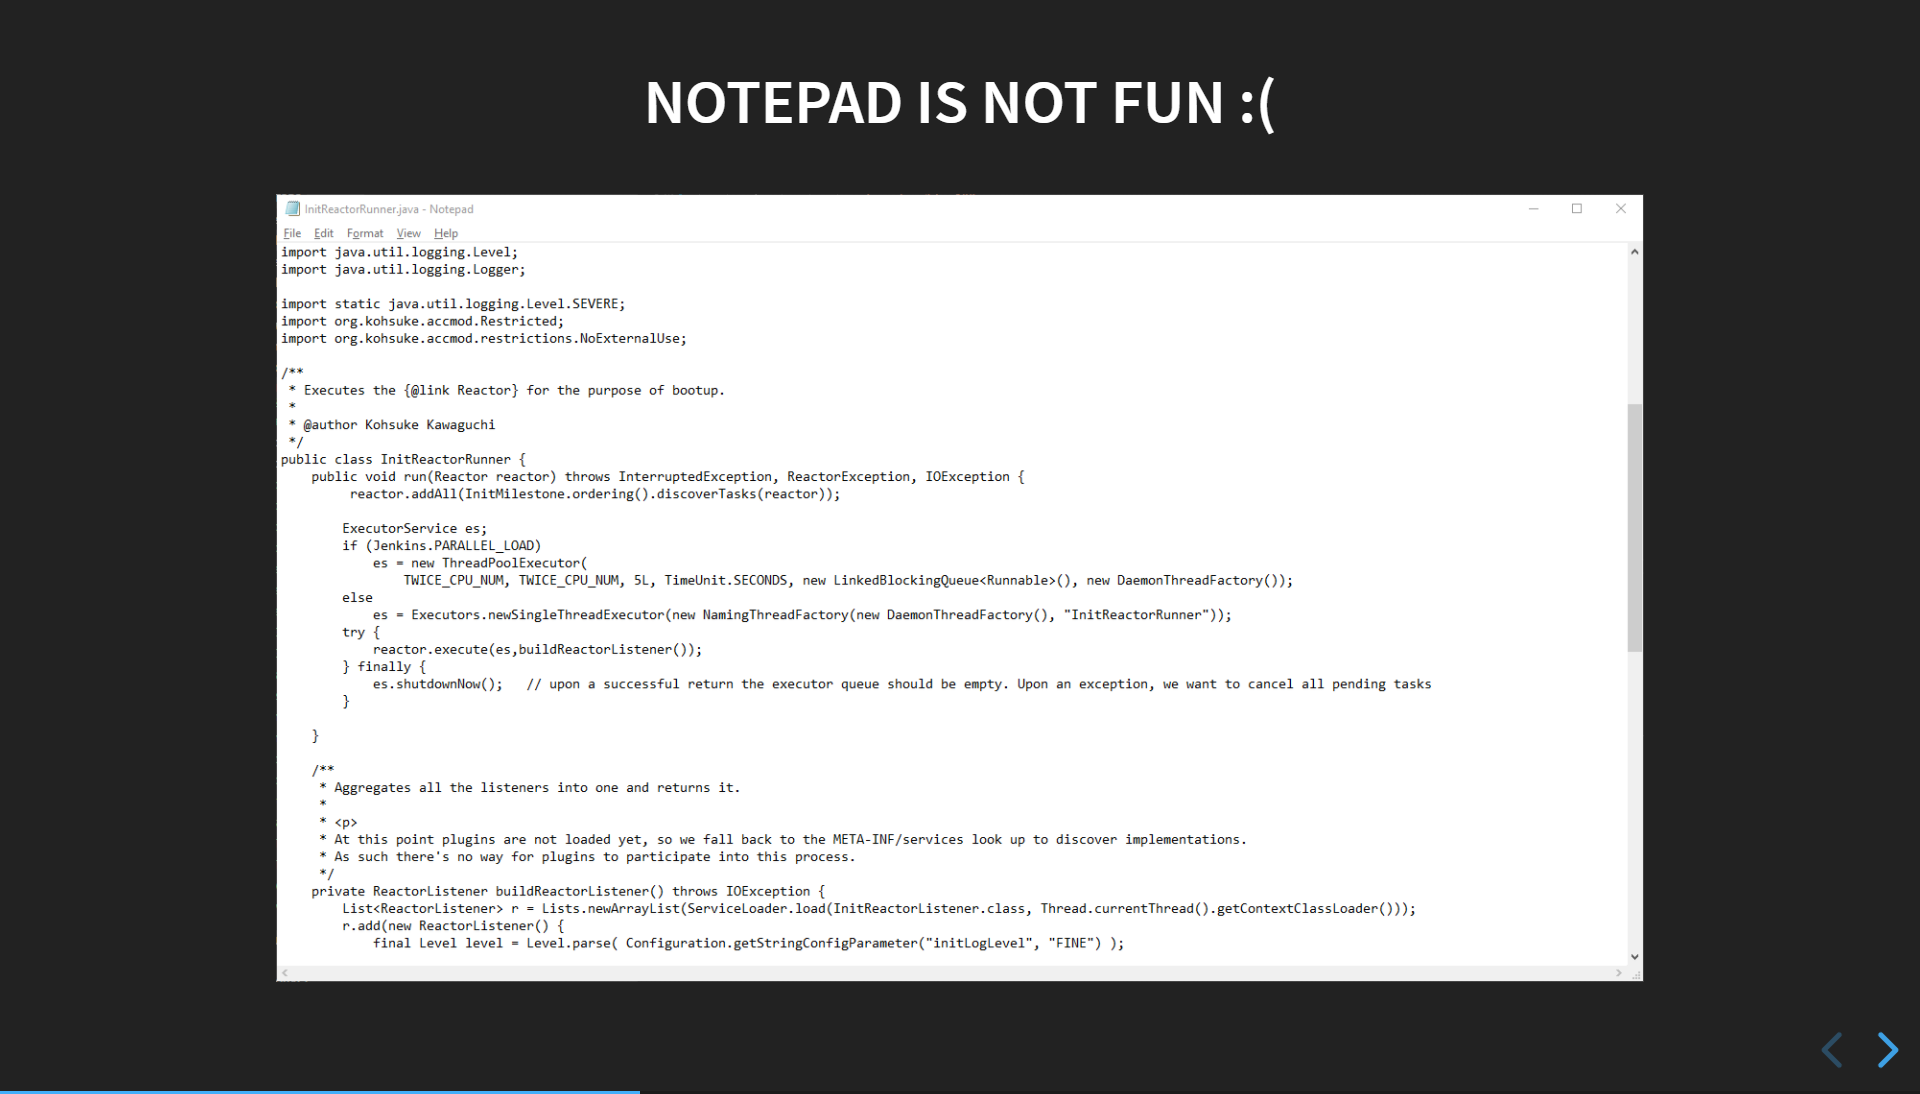 NOTEPAD IS NOT FUN :(
InitReactorRunner.java - Notepad
File Edit Format View Help
import java.util.logging.Level;
import java.util.logging.Logger;
import static java.util.logging.Level.SEVERE;
import org.kohsuke.accmod.Restricted;
import org.kohsuke.accmod.restrictions.NoExternalUse;
/**
 * Executes the {@link Reactor} for the purpose of bootup.
 *
 * @author Kohsuke Kawaguchi
 */
public class InitReactorRunner {
    public void run(Reactor reactor) throws InterruptedException, ReactorException, IOException {
         reactor.addAll(InitMilestone.ordering().discoverTasks(reactor));
        ExecutorService es;
        if (Jenkins.PARALLEL_LOAD)
            es = new ThreadPoolExecutor(
                TWICE_CPU_NUM, TWICE_CPU_NUM, 5L, TimeUnit.SECONDS, new LinkedBlockingQueue<Runnable>(), new DaemonThreadFactory());
        else
            es = Executors.newSingleThreadExecutor(new NamingThreadFactory(new DaemonThreadFactory(), "InitReactorRunner"));
        try {
            reactor.execute(es,buildReactorListener());
        } finally {
            es.shutdownNow();   // upon a successful return the executor queue should be empty. Upon an exception, we want to cancel all pending tasks
        }
    }
    /**
     * Aggregates all the listeners into one and returns it.
     *
     * <p>
     * At this point plugins are not loaded yet, so we fall back to the META-INF/services look up to discover implementations.
     * As such there's no way for plugins to participate into this process.
     */
    private ReactorListener buildReactorListener() throws IOException {
        List<ReactorListener> r = Lists.newArrayList(ServiceLoader.load(InitReactorListener.class, Thread.currentThread().getContextClassLoader()));
        r.add(new ReactorListener() {
            final Level level = Level.parse( Configuration.getStringConfigParameter("initLogLevel", "FINE") );